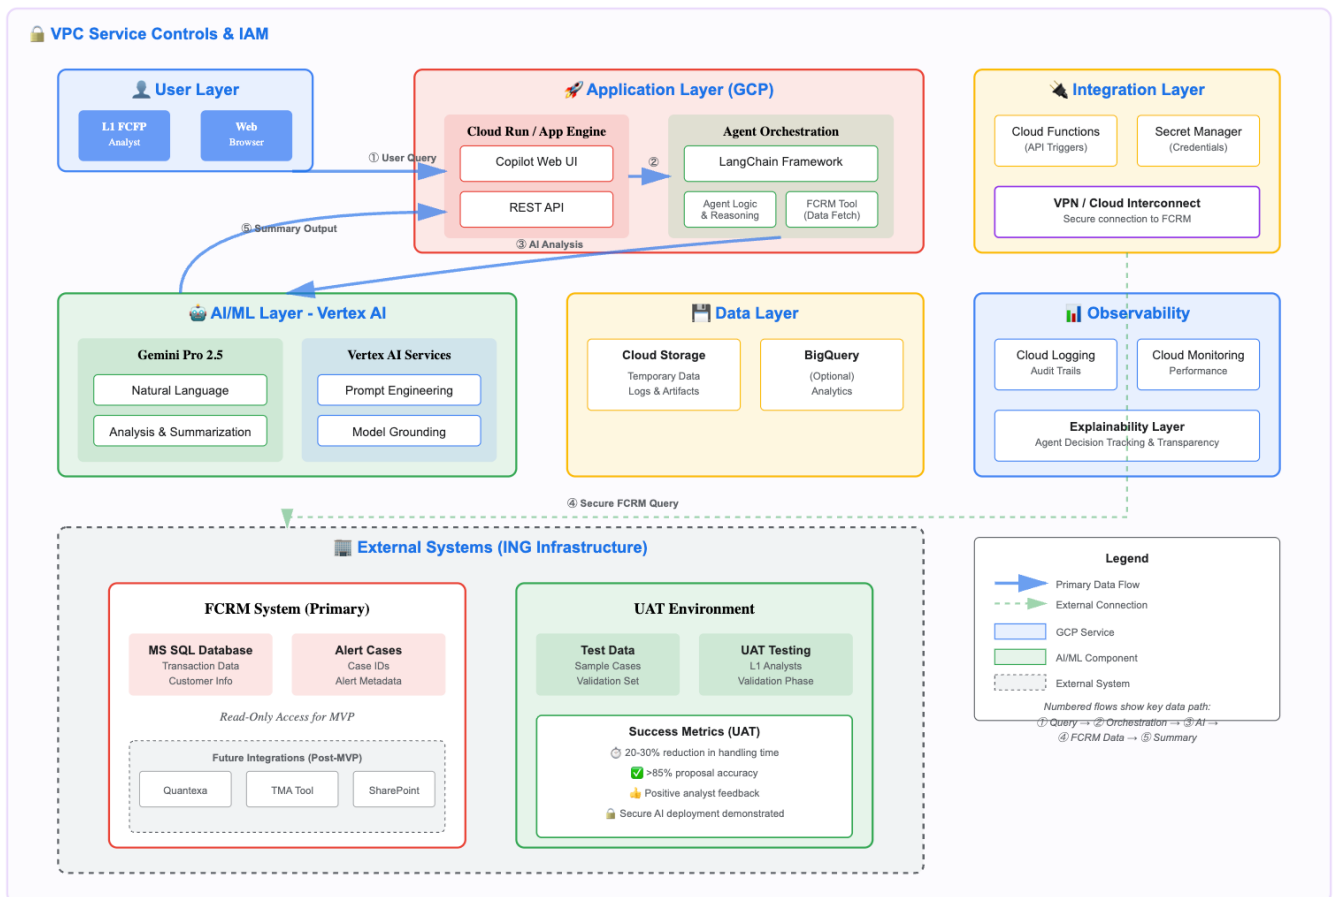 🔒 VPC Service Controls & IAM
👤 User Layer
L1 FCFP
Analyst
Web
Browser
① User Query
🚀 Application Layer (GCP)
Cloud Run / App Engine
Copilot Web UI
REST API
②
Agent Orchestration
LangChain Framework
Agent Logic
& Reasoning
FCRM Tool
(Data Fetch)
🔌 Integration Layer
Cloud Functions
(API Triggers)
Secret Manager
(Credentials)
VPN / Cloud Interconnect
Secure connection to FCRM
⑤ Summary Output
③ AI Analysis
🤖 AI/ML Layer - Vertex AI
Gemini Pro 2.5
Natural Language
Analysis & Summarization
Vertex AI Services
Prompt Engineering
Model Grounding
💾 Data Layer
Cloud Storage
Temporary Data
Logs & Artifacts
BigQuery
(Optional)
Analytics
📊 Observability
Cloud Logging
Audit Trails
Cloud Monitoring
Performance
Explainability Layer
Agent Decision Tracking & Transparency
④ Secure FCRM Query
🏢 External Systems (ING Infrastructure)
FCRM System (Primary)
MS SQL Database
Transaction Data
Customer Info
Alert Cases
Case IDs
Alert Metadata
Read-Only Access for MVP
Future Integrations (Post-MVP)
Quantexa
TMA Tool
SharePoint
UAT Environment
Test Data
Sample Cases
Validation Set
UAT Testing
L1 Analysts
Validation Phase
Success Metrics (UAT)
⏱️ 20-30% reduction in handling time
✅ >85% proposal accuracy
👍 Positive analyst feedback
🔒 Secure AI deployment demonstrated
Legend
Primary Data Flow
External Connection
GCP Service
AI/ML Component
External System
Numbered flows show key data path:
① Query → ② Orchestration → ③ AI →
④ FCRM Data → ⑤ Summary